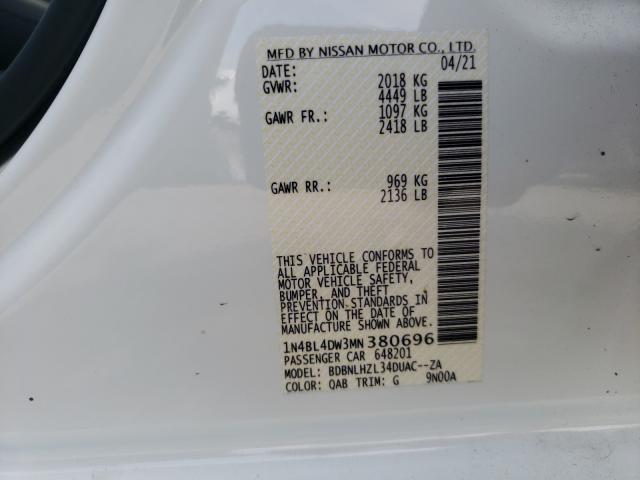 MFD BY NISSAN MOTOR CO., LTD.
DATE: 04/21
GVWR: 2018 KG
4449 LB
GAWR FR.: 1097 KG
2418 LB
GAWR RR.: 969 KG
2136 LB
THIS VEHICLE CONFORMS TO
ALL APPLICABLE FEDERAL
MOTOR VEHICLE SAFETY,
BUMPER, AND THEFT
PREVENTION STANDARDS IN
EFFECT ON THE DATE OF
MANUFACTURE SHOWN ABOVE.
1N4BL4DW3MN380696
PASSENGER CAR 648201
MODEL: BDBNLHZL34DUAC--ZA
COLOR: QAB TRIM: G 9N00A